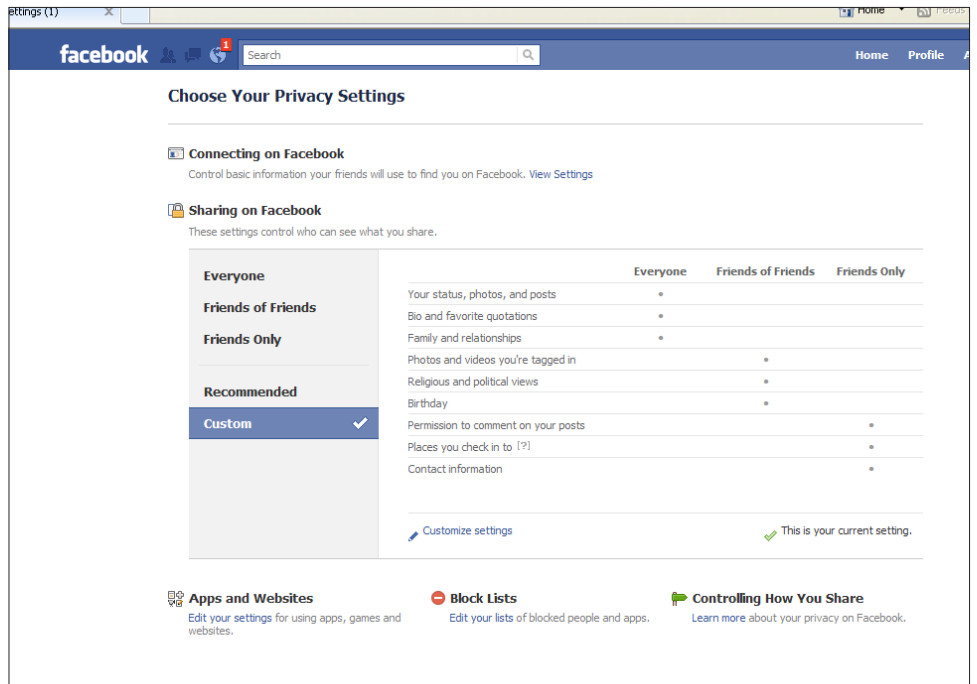 ettings (1) X Home Feeds
facebook 1 Search Home Profile A
Choose Your Privacy Settings
Connecting on Facebook
Control basic information your friends will use to find you on Facebook. View Settings
Sharing on Facebook
These settings control who can see what you share.
Everyone
Friends of Friends
Friends Only
Recommended
Custom
Everyone Friends of Friends Friends Only
Your status, photos, and posts
Bio and favorite quotations
Family and relationships
Photos and videos you're tagged in
Religious and political views
Birthday
Permission to comment on your posts
Places you check in to [?]
Contact information
Customize settings This is your current setting.
Apps and Websites
Edit your settings for using apps, games and
websites.
Block Lists
Edit your lists of blocked people and apps.
Controlling How You Share
Learn more about your privacy on Facebook.